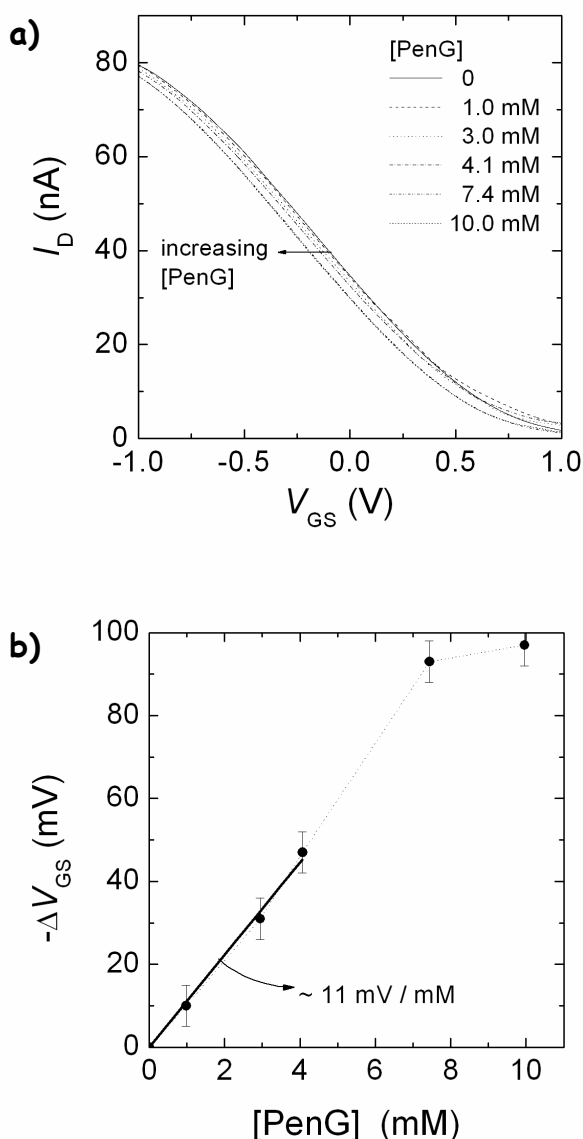 a)
[PenG]
0
1.0 mM
3.0 mM
4.1 mM
7.4 mM
10.0 mM
80
60
40
20
0
I_D (nA)
increasing
[PenG]
-1.0 -0.5 0.0 0.5 1.0
V_GS (V)
b)
100
80
60
40
20
0
-ΔV_GS (mV)
~ 11 mV / mM
0 2 4 6 8 10
[PenG] (mM)